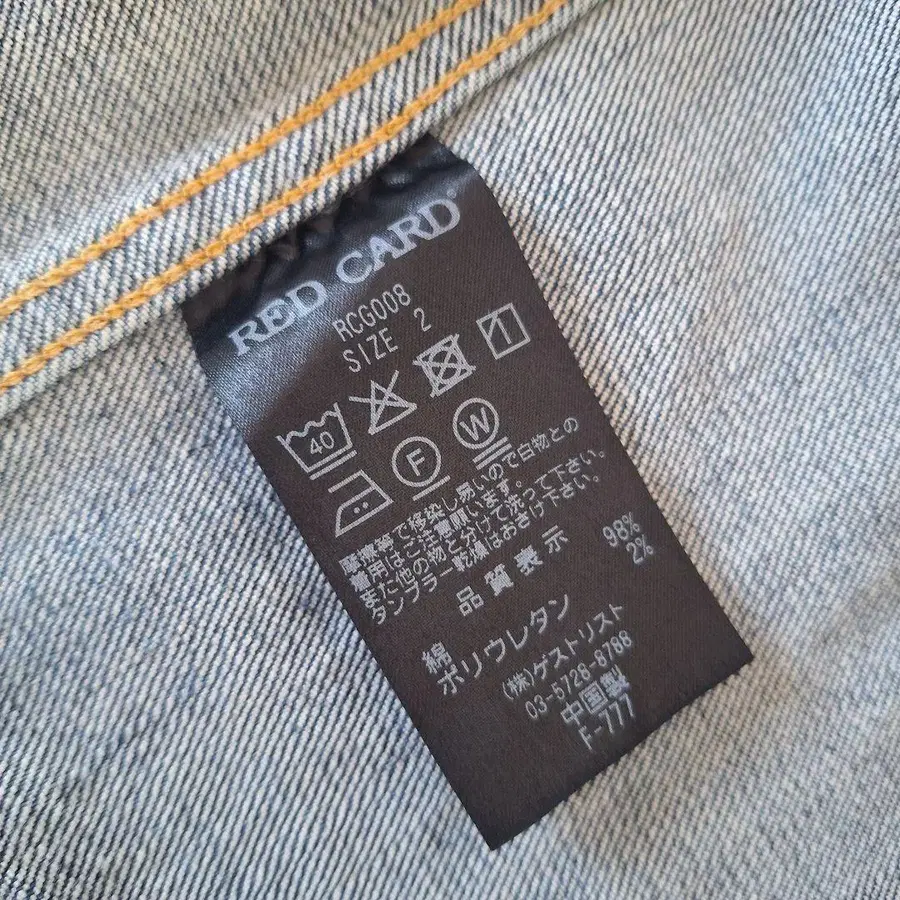 RED CARD
RCG008
SIZE 2
40
F W
摩擦等で移染し易いので白物との
着用はご注意願います。
また他の物と分けて洗って下さい。
タンブラー乾燥はおさけ下さい。
品質表示
綿 98%
ポリウレタン 2%
(株)ゲストリスト
03-5728-8788
中国製
F-777